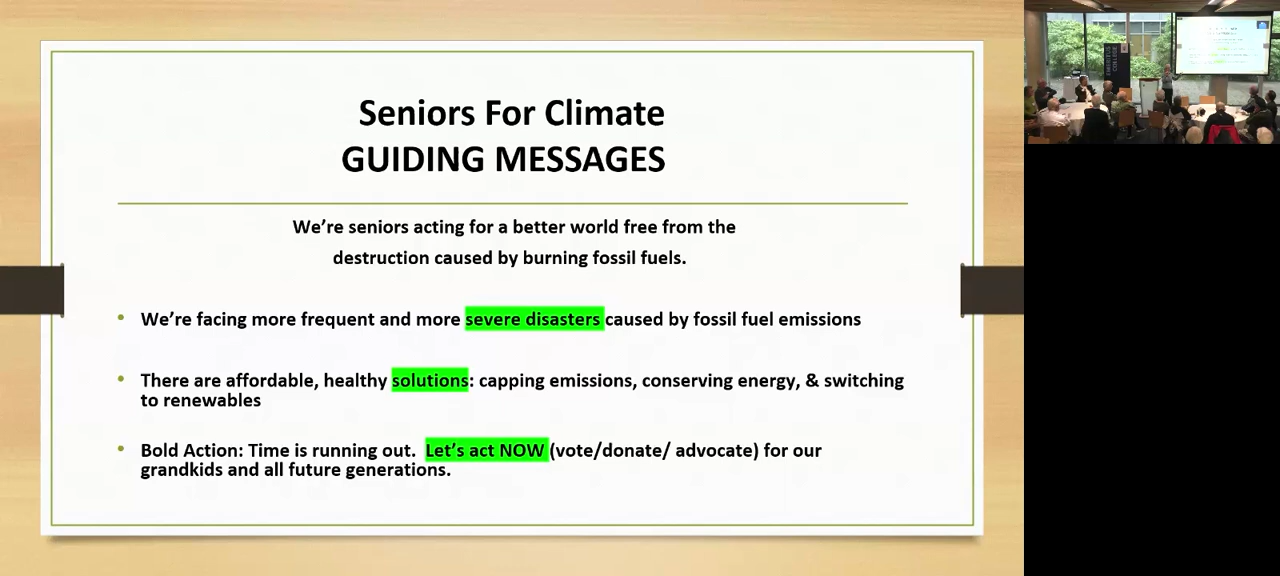 Seniors For Climate
GUIDING MESSAGES
We’re seniors acting for a better world free from the
destruction caused by burning fossil fuels.
• We’re facing more frequent and more severe disasters caused by fossil fuel emissions
• There are affordable, healthy solutions: capping emissions, conserving energy, & switching
to renewables
• Bold Action: Time is running out. Let’s act NOW (vote/donate/ advocate) for our
grandkids and all future generations.